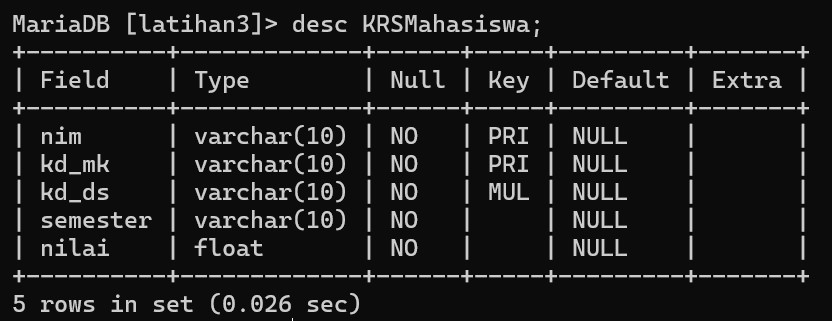 MariaDB [latihan3]> desc KRSMahasiswa;
+----------+-------------+------+-----+---------+-------+
| Field    | Type        | Null | Key | Default | Extra |
+----------+-------------+------+-----+---------+-------+
| nim      | varchar(10) | NO   | PRI | NULL    |       |
| kd_mk    | varchar(10) | NO   | PRI | NULL    |       |
| kd_ds    | varchar(10) | NO   | MUL | NULL    |       |
| semester | varchar(10) | NO   |     | NULL    |       |
| nilai    | float       | NO   |     | NULL    |       |
+----------+-------------+------+-----+---------+-------+
5 rows in set (0.026 sec)